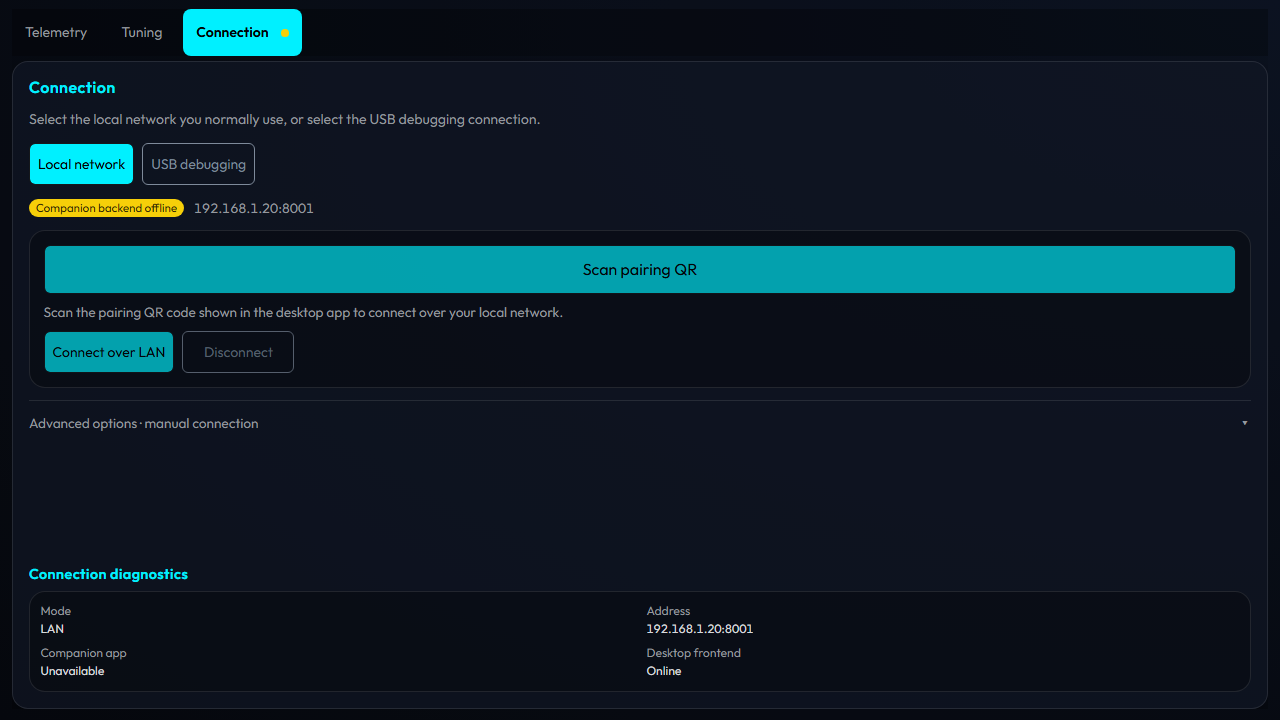 Telemetry
Tuning
Connection
Connection
Select the local network you normally use, or select the USB debugging connection.
Local network
USB debugging
Companion backend offline
192.168.1.20:8001
Scan pairing QR
Scan the pairing QR code shown in the desktop app to connect over your local network.
Connect over LAN
Disconnect
Advanced options · manual connection
Connection diagnostics
Mode
LAN
Address
192.168.1.20:8001
Companion app
Unavailable
Desktop frontend
Online